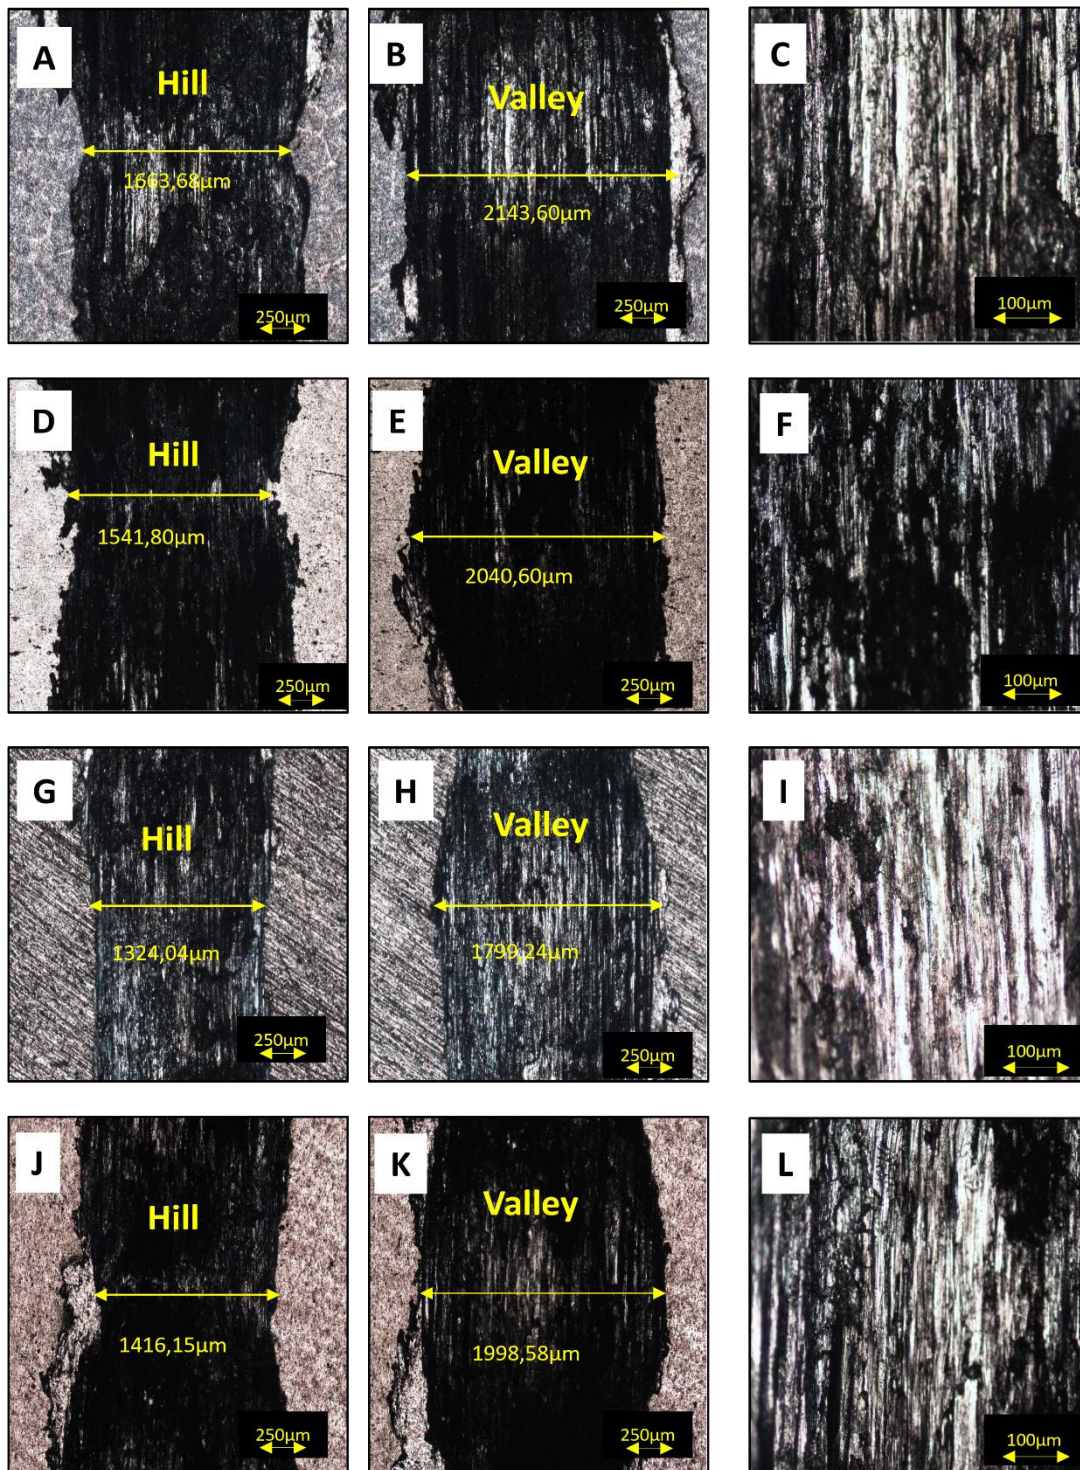 A
Hill
1663,68µm
250µm
B
Valley
2143,60µm
250µm
C
100µm
D
Hill
1541,80µm
250µm
E
Valley
2040,60µm
250µm
F
100µm
G
Hill
1324,04µm
250µm
H
Valley
1799,24µm
250µm
I
100µm
J
Hill
1416,15µm
250µm
K
Valley
1998,58µm
250µm
L
100µm